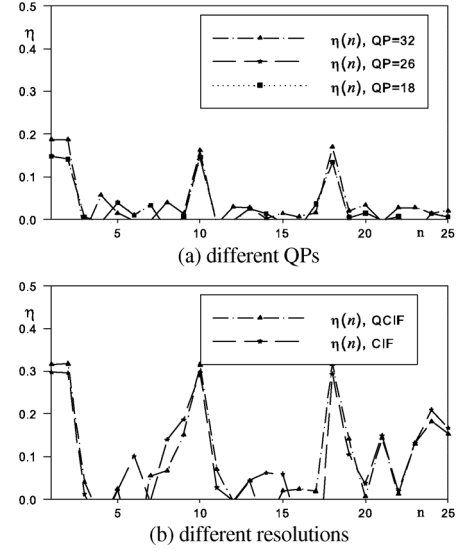 0.5
η
0.4
0.3
0.2
0.1
0.0
η(n), QP=32
η(n), QP=26
η(n), QP=18
5 10 15 20 n 25
(a) different QPs
0.5
η
0.4
0.3
0.2
0.1
0.0
η(n), QCIF
η(n), CIF
5 10 15 20 n 25
(b) different resolutions